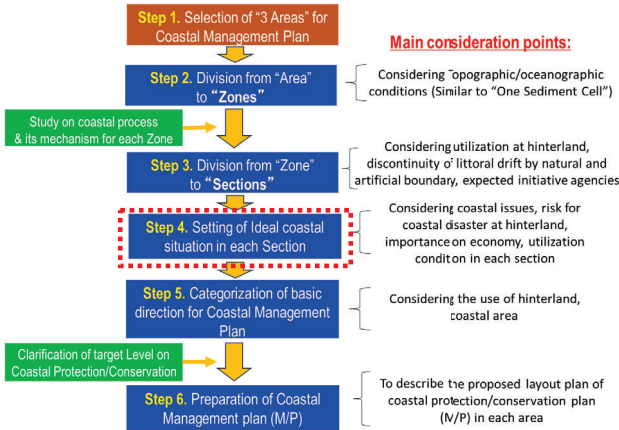 Step 1. Selection of “3 Areas” for
Coastal Management Plan
Main consideration points:
Step 2. Division from “Area”
to “Zones”
Considering Topographic/oceanographic
conditions (Similar to “One Sediment Cell”)
Study on coastal process
& its mechanism for each Zone
Step 3. Division from “Zone”
to “Sections”
Considering utilization at hinterland,
discontinuity of littoral drift by natural and
artificial boundary, expected initiative agencies
Step 4. Setting of Ideal coastal
situation in each Section
Considering coastal issues, risk for
coastal disaster at hinterland,
importance on economy, utilization
condition in each section
Step 5. Categorization of basic
direction for Coastal Management
Plan
Considering the use of hinterland,
coastal area
Clarification of target Level on
Coastal Protection/Conservation
Step 6. Preparation of Coastal
Management plan (M/P)
To describe the proposed layout plan of
coastal protection/conservation plan
(M/P) in each area